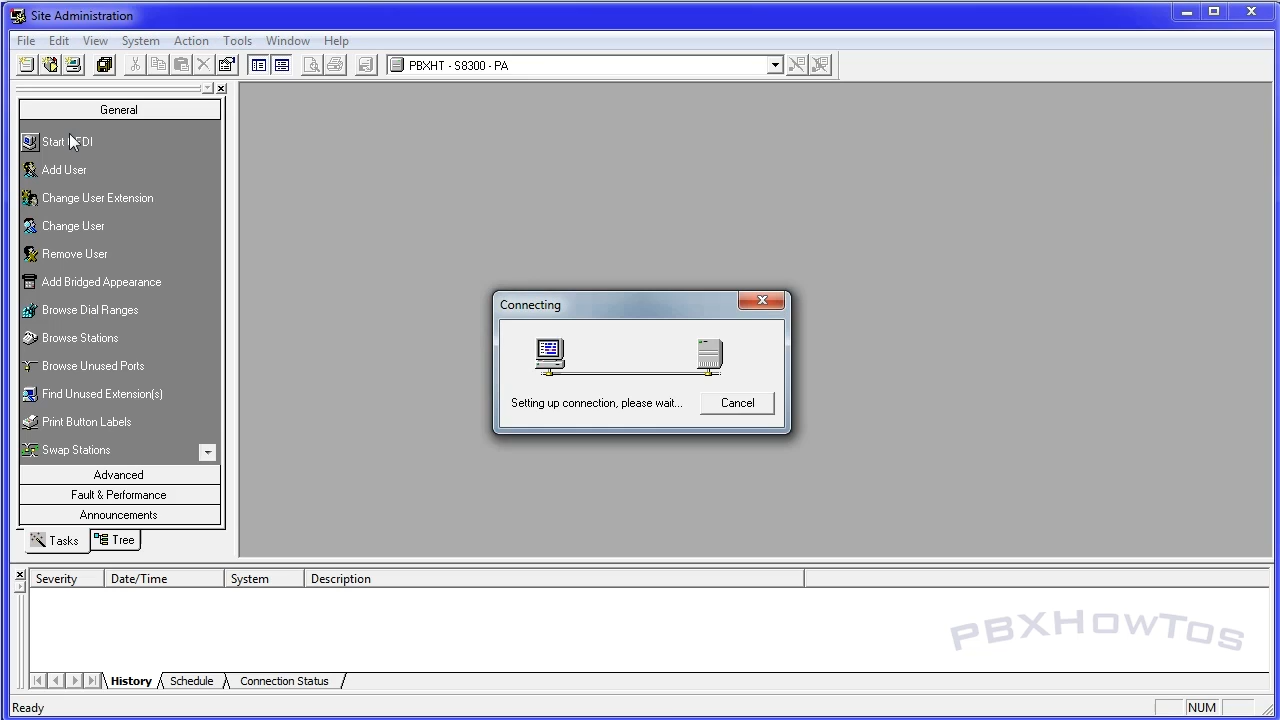 Site Administration
File Edit View System Action Tools Window Help
PBXHT - S8300 - PA
General
Start
Add User
Change User Extension
Change User
Remove User
Add Bridged Appearance
Browse Dial Ranges
Browse Stations
Browse Unused Ports
Find Unused Extension(s)
Print Button Labels
Swap Stations
Advanced
Fault & Performance
Announcements
Tasks Tree
Connecting
Setting up connection, please wait... Cancel
Severity Date/Time System Description
PBXHowTos
History Schedule Connection Status
Ready NUM